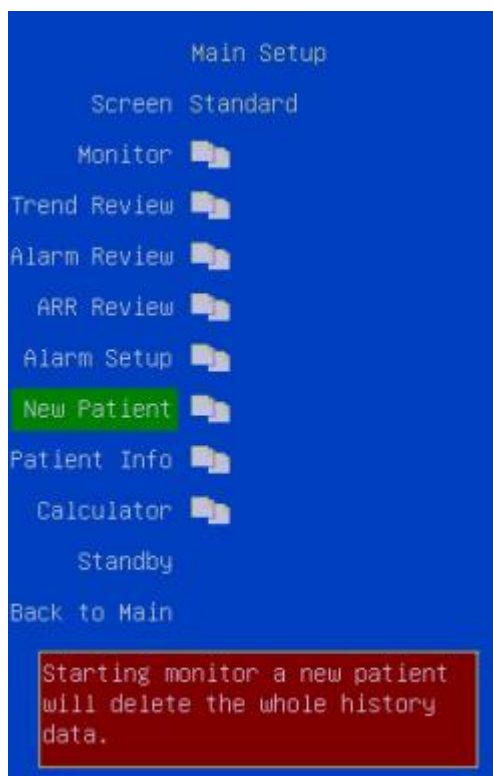 Main Setup
Screen Standard
Monitor
Trend Review
Alarm Review
ARR Review
Alarm Setup
New Patient
Patient Info
Calculator
Standby
Back to Main
Starting monitor a new patient
will delete the whole history
data.